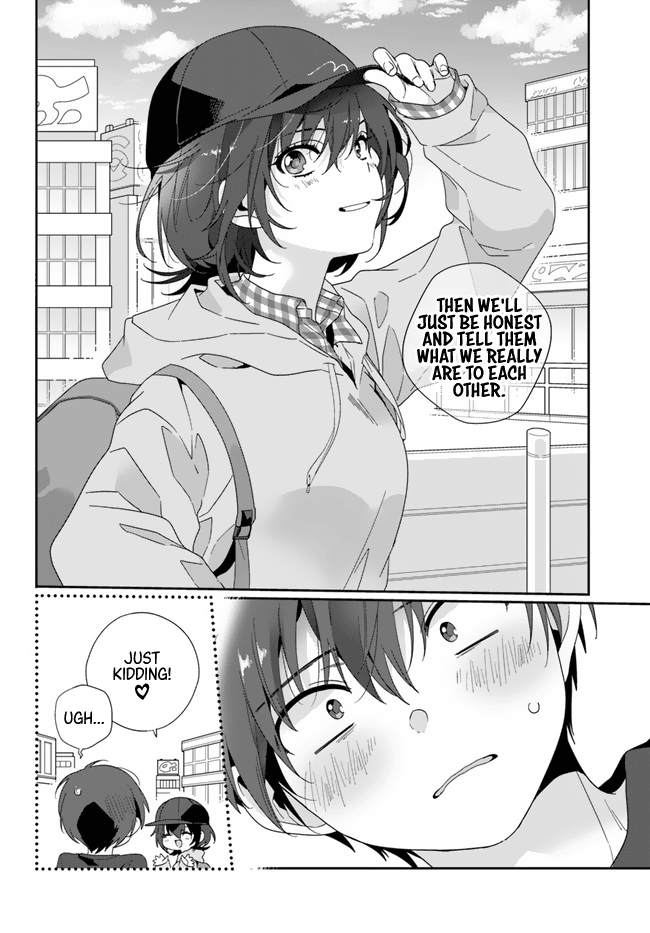 THEN WE'LL
JUST BE HONEST
AND TELL THEM
WHAT WE REALLY
ARE TO EACH
OTHER.
JUST
KIDDING!
♡
UGH...